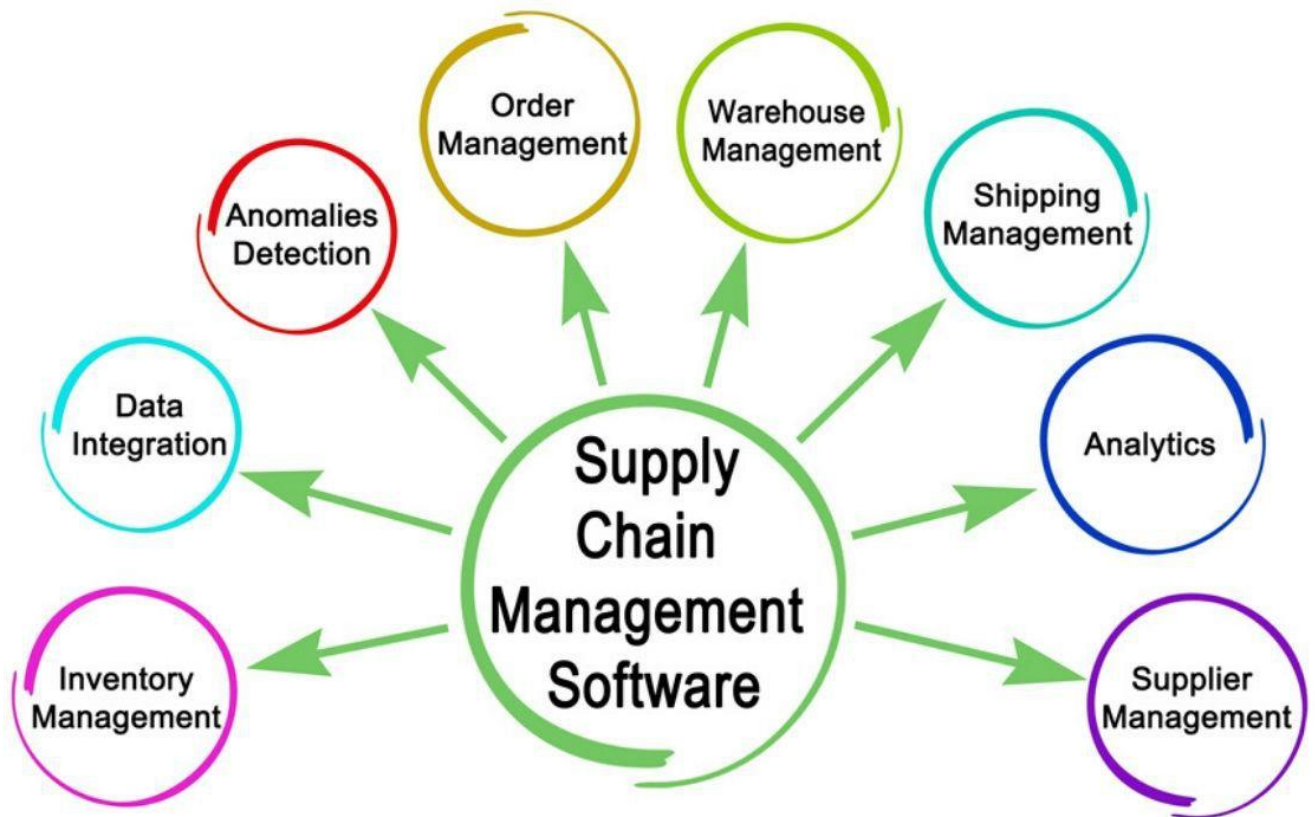 Order
Management
Warehouse
Management
Shipping
Management
Anomalies
Detection
Data
Integration
Analytics
Supply
Chain
Management
Software
Inventory
Management
Supplier
Management